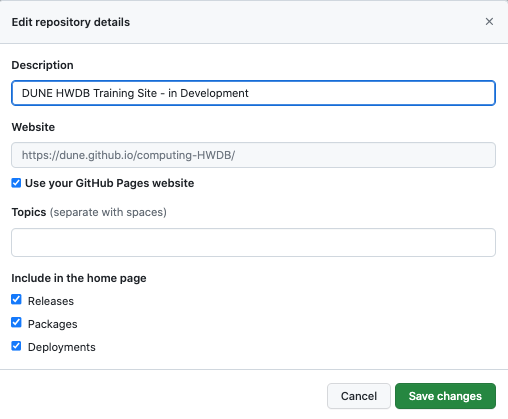 Edit repository details
Description
DUNE HWDB Training Site - in Development
Website
https://dune.github.io/computing-HWDB/
Use your GitHub Pages website
Topics (separate with spaces)
Include in the home page
Releases
Packages
Deployments
Cancel
Save changes